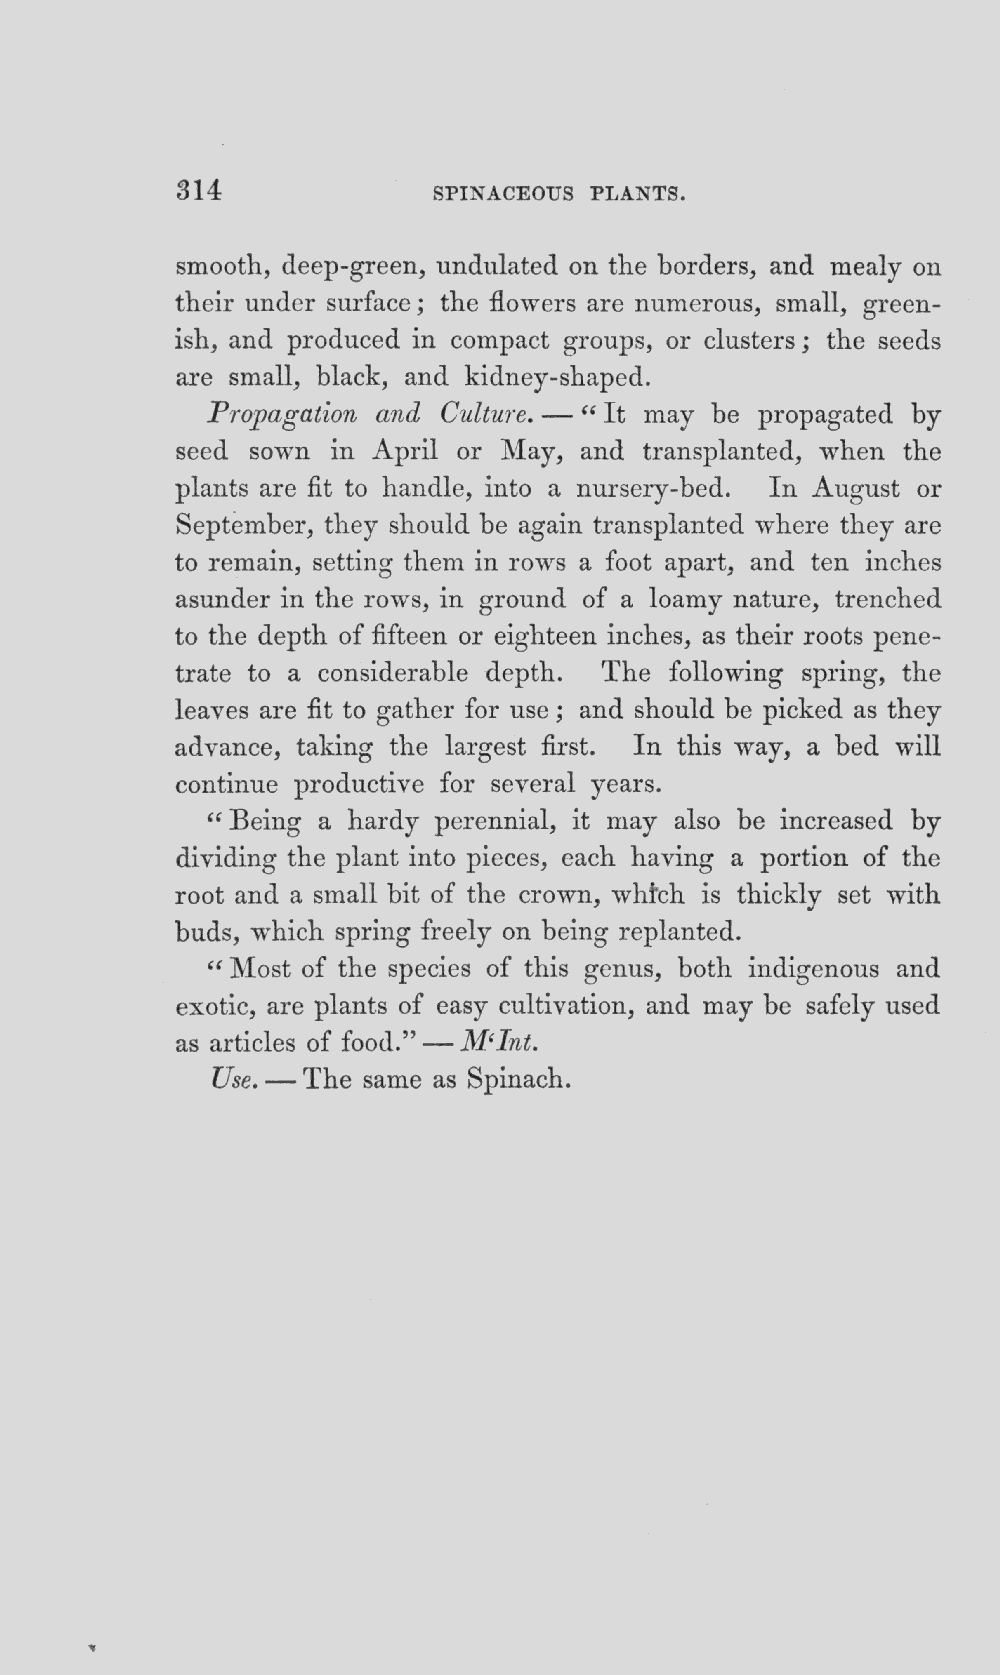 314 SPINACEOUS PLANTS.
smooth, deep-green, undulated on the borders, and mealy on
their under surface; the flowers are numerous, small, green-
ish, and produced in compact groups, or clusters; the seeds
are small, black, and kidney-shaped.
Propagation and Culture. — “It may be propagated by
seed sown in April or May, and transplanted, when the
plants are fit to handle, into a nursery-bed. In August or
September, they should be again transplanted where they are
to remain, setting them in rows a foot apart, and ten inches
asunder in the rows, in ground of a loamy nature, trenched
to the depth of fifteen or eighteen inches, as their roots pene-
trate to a considerable depth. The following spring, the
leaves are fit to gather for use; and should be picked as they
advance, taking the largest first. In this way, a bed will
continue productive for several years.
“Being a hardy perennial, it may also be increased by
dividing the plant into pieces, each having a portion of the
root and a small bit of the crown, which is thickly set with
buds, which spring freely on being replanted.
“Most of the species of this genus, both indigenous and
exotic, are plants of easy cultivation, and may be safely used
as articles of food.” — M‘Int.
Use. — The same as Spinach.